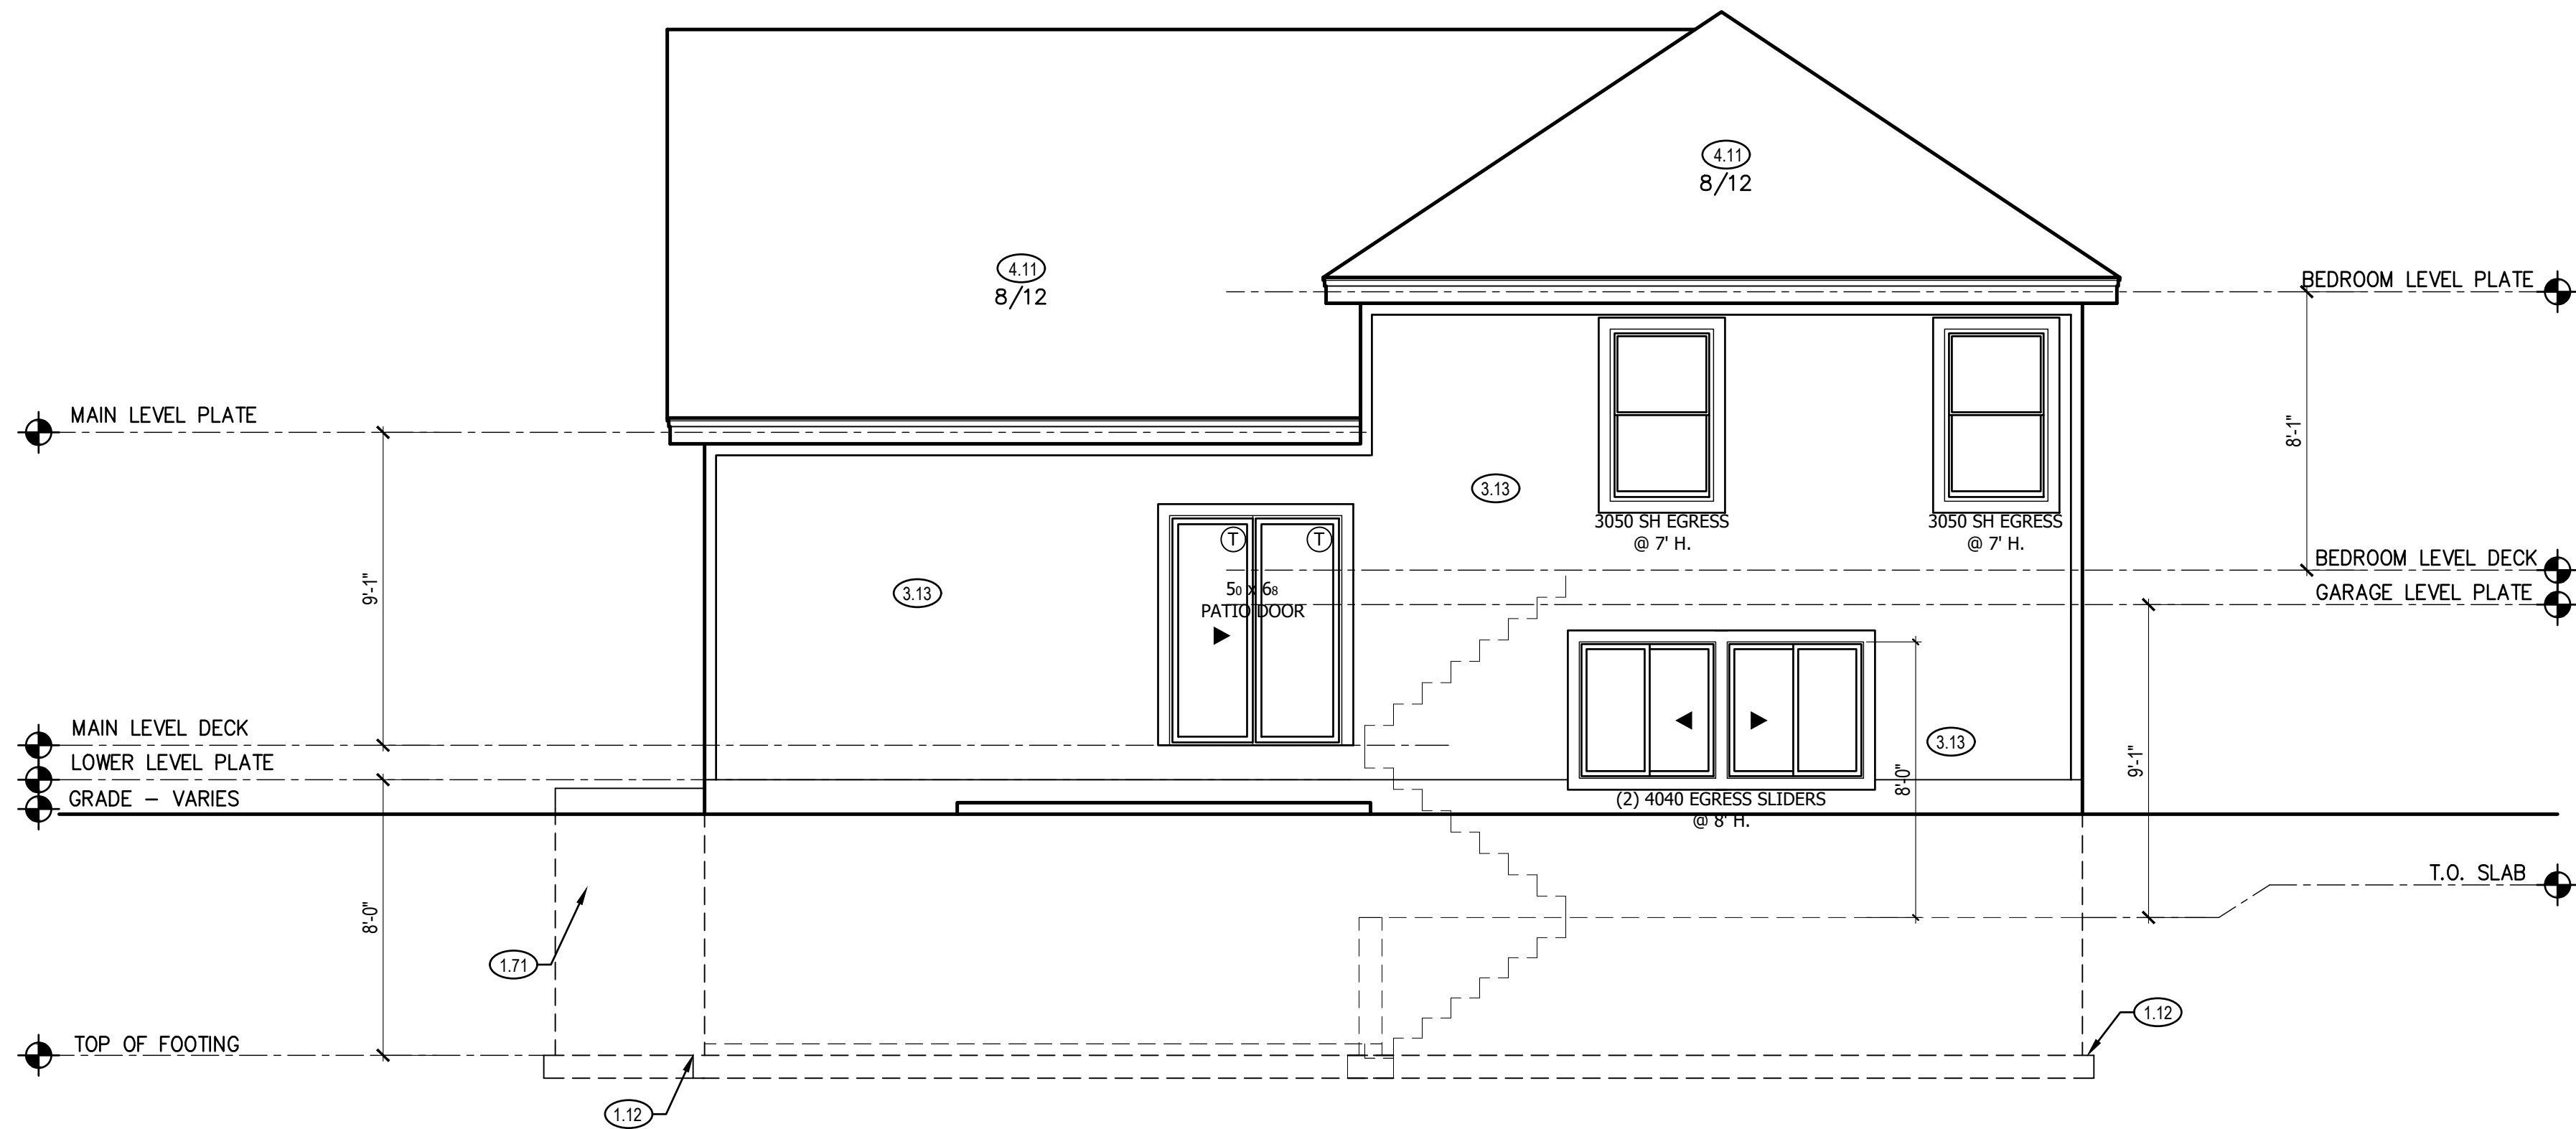 4.11
8/12
4.11
8/12
BEDROOM LEVEL PLATE
MAIN LEVEL PLATE
8'-1"
3.13
3050 SH EGRESS
@ 7' H.
3050 SH EGRESS
@ 7' H.
T
T
BEDROOM LEVEL DECK
9'-1"
3.13
50 x 68
PATIO DOOR
GARAGE LEVEL PLATE
MAIN LEVEL DECK
3.13
LOWER LEVEL PLATE
9'-1"
8'-0"
GRADE - VARIES
(2) 4040 EGRESS SLIDERS
@ 8' H.
T.O. SLAB
8'-0"
1.71
1.12
TOP OF FOOTING
1.12